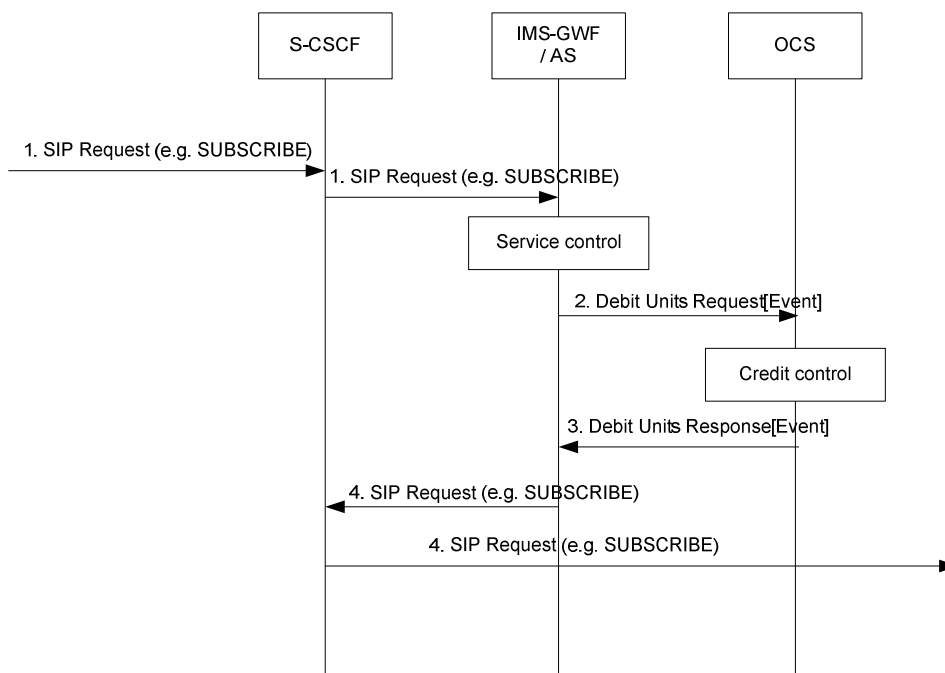 S-CSCF
IMS-GWF
/ AS
OCS
1. SIP Request (e.g. SUBSCRIBE)
1. SIP Request (e.g. SUBSCRIBE)
Service control
2. Debit Units Request[Event]
Credit control
3. Debit Units Response[Event]
4. SIP Request (e.g. SUBSCRIBE)
4. SIP Request (e.g. SUBSCRIBE)